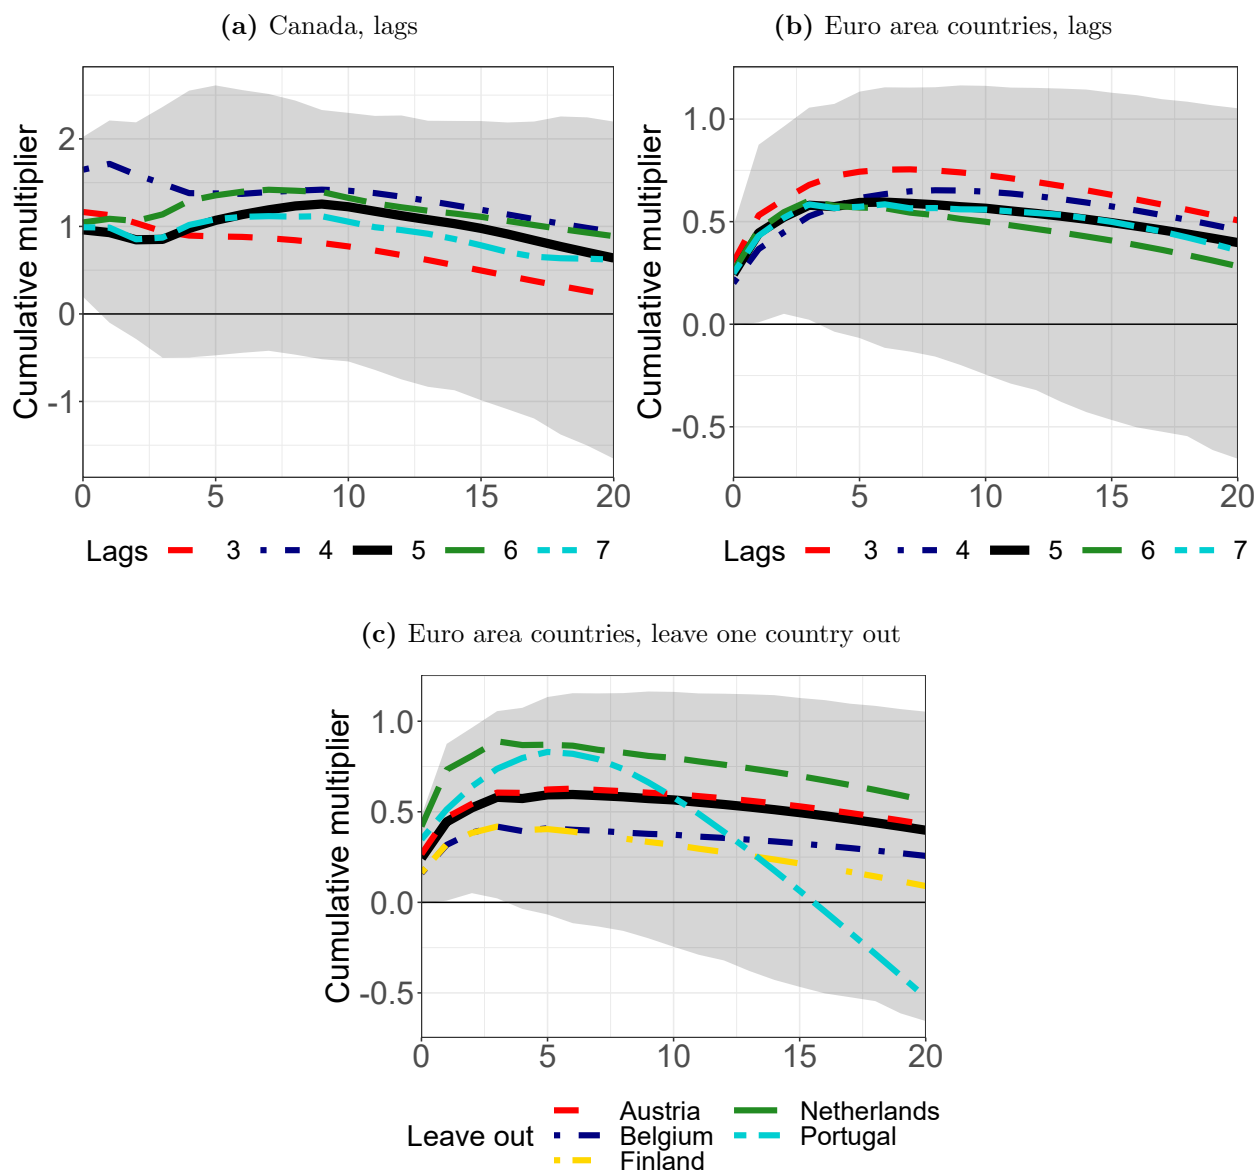 (a) Canada, lags
(b) Euro area countries, lags
Cumulative multiplier
2
1
0
-1
0 5 10 15 20
Lags 3 4 5 6 7
Cumulative multiplier
1.0
0.5
0.0
-0.5
0 5 10 15 20
Lags 3 4 5 6 7
(c) Euro area countries, leave one country out
Cumulative multiplier
1.0
0.5
0.0
-0.5
0 5 10 15 20
Leave out
Austria Netherlands
Belgium Portugal
Finland